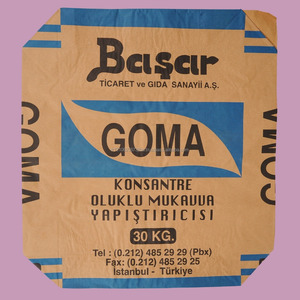 Başar
TİCARET ve GIDA SANAYİİ A.Ş.
GOMA
GOMA
GOMA
KONSANTRE
OLUKLU MUKAVVA
YAPIŞTIRICISI
30 KG.
Tel : (0.212) 485 29 29 (Pbx)
Fax: (0.212) 485 29 25
İstanbul - Türkiye